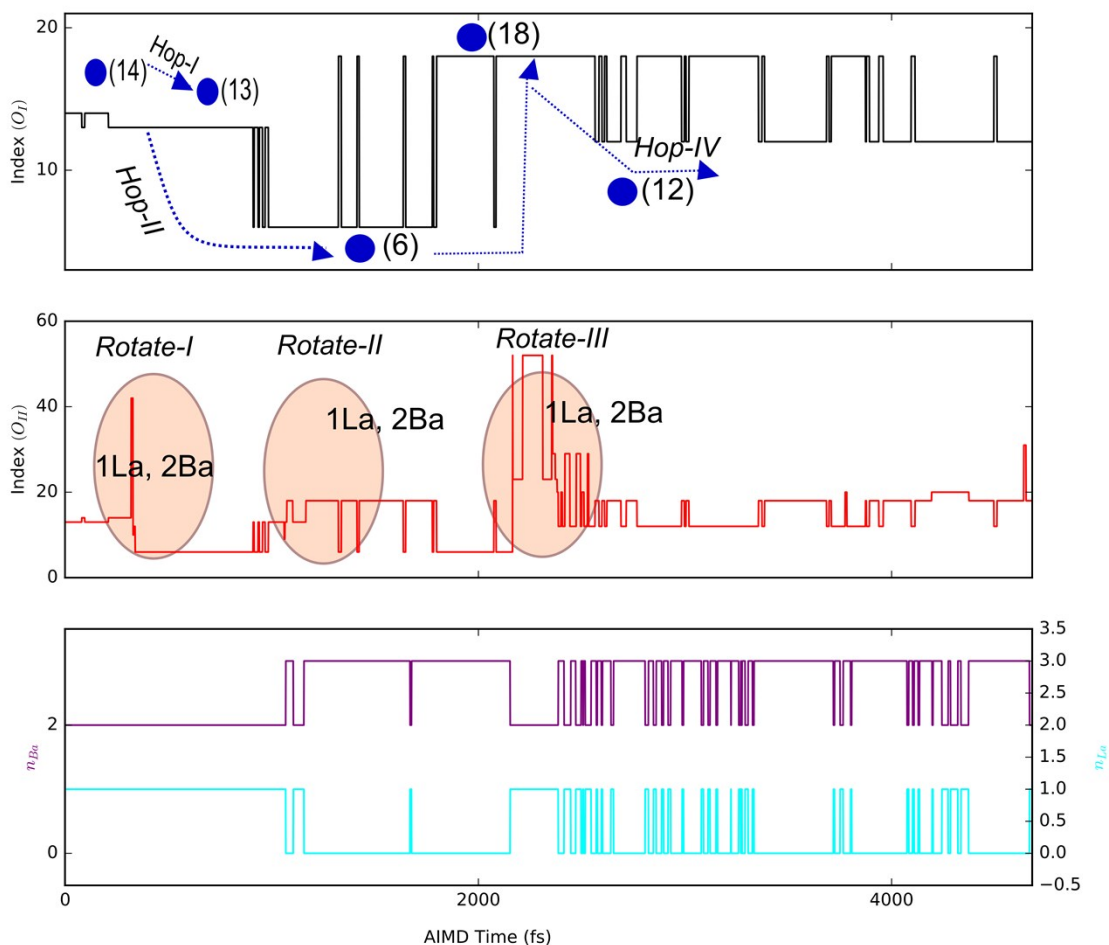 20
10
Index (O_I)
(14)
Hop-I
(13)
(18)
Hop-II
(6)
Hop-IV
(12)
60
40
20
0
Index (O_II)
Rotate-I
Rotate-II
Rotate-III
1La, 2Ba
1La, 2Ba
1La, 2Ba
2
0
n_Ba
3.5
3.0
2.5
2.0
1.5
1.0
0.5
0.0
−0.5
n_La
0
2000
4000
AIMD Time (fs)